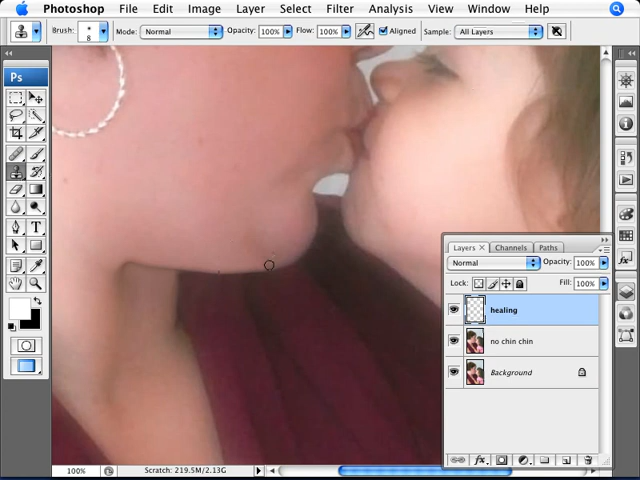 Photoshop File Edit Image Layer Select Filter Analysis View Window Help
Brush: 8 Mode: Normal Opacity: 100% Flow: 100% Aligned Sample: All Layers
Ps
T
Layers × Channels Paths
Normal Opacity: 100%
Lock: Fill: 100%
healing
no chin chin
Background
100% Scratch: 219.5M/2.13G
fx